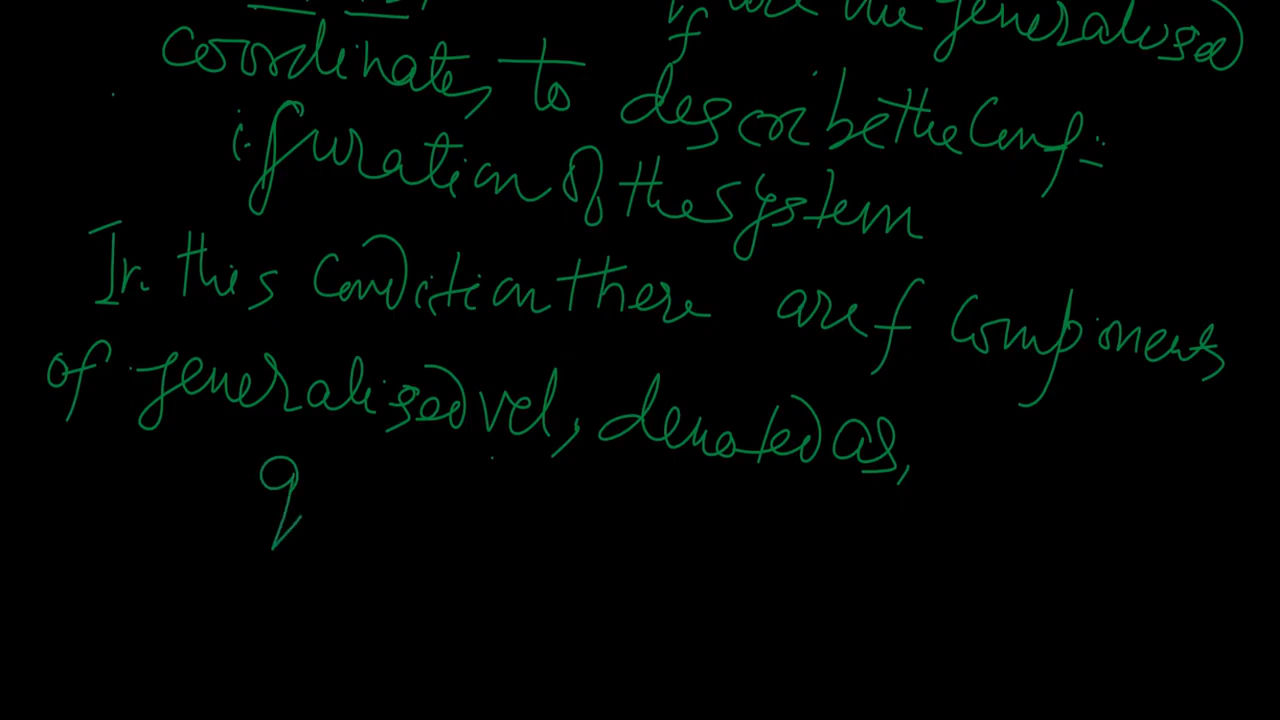 f are the generalised
coordinates, to describe the conf-
iguration of the system
In this condition there are f components
of generalised vel, denoted as,
q